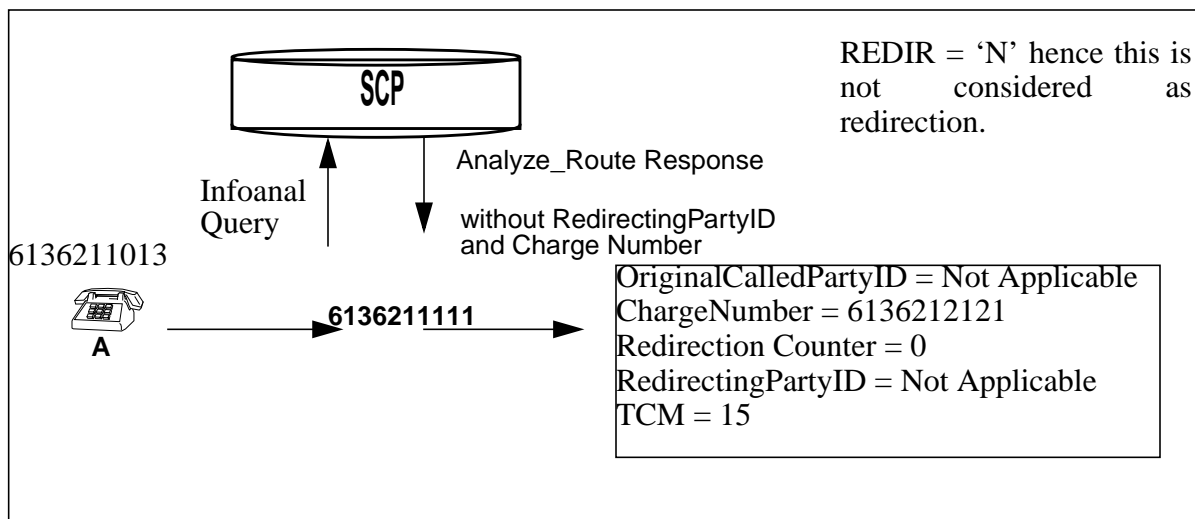 REDIR = ‘N’ hence this is
not considered as
redirection.
SCP
Analyze_Route Response
Infoanal
Query
without RedirectingPartyID
and Charge Number
6136211013
A
6136211111
OriginalCalledPartyID = Not Applicable
ChargeNumber = 6136212121
Redirection Counter = 0
RedirectingPartyID = Not Applicable
TCM = 15